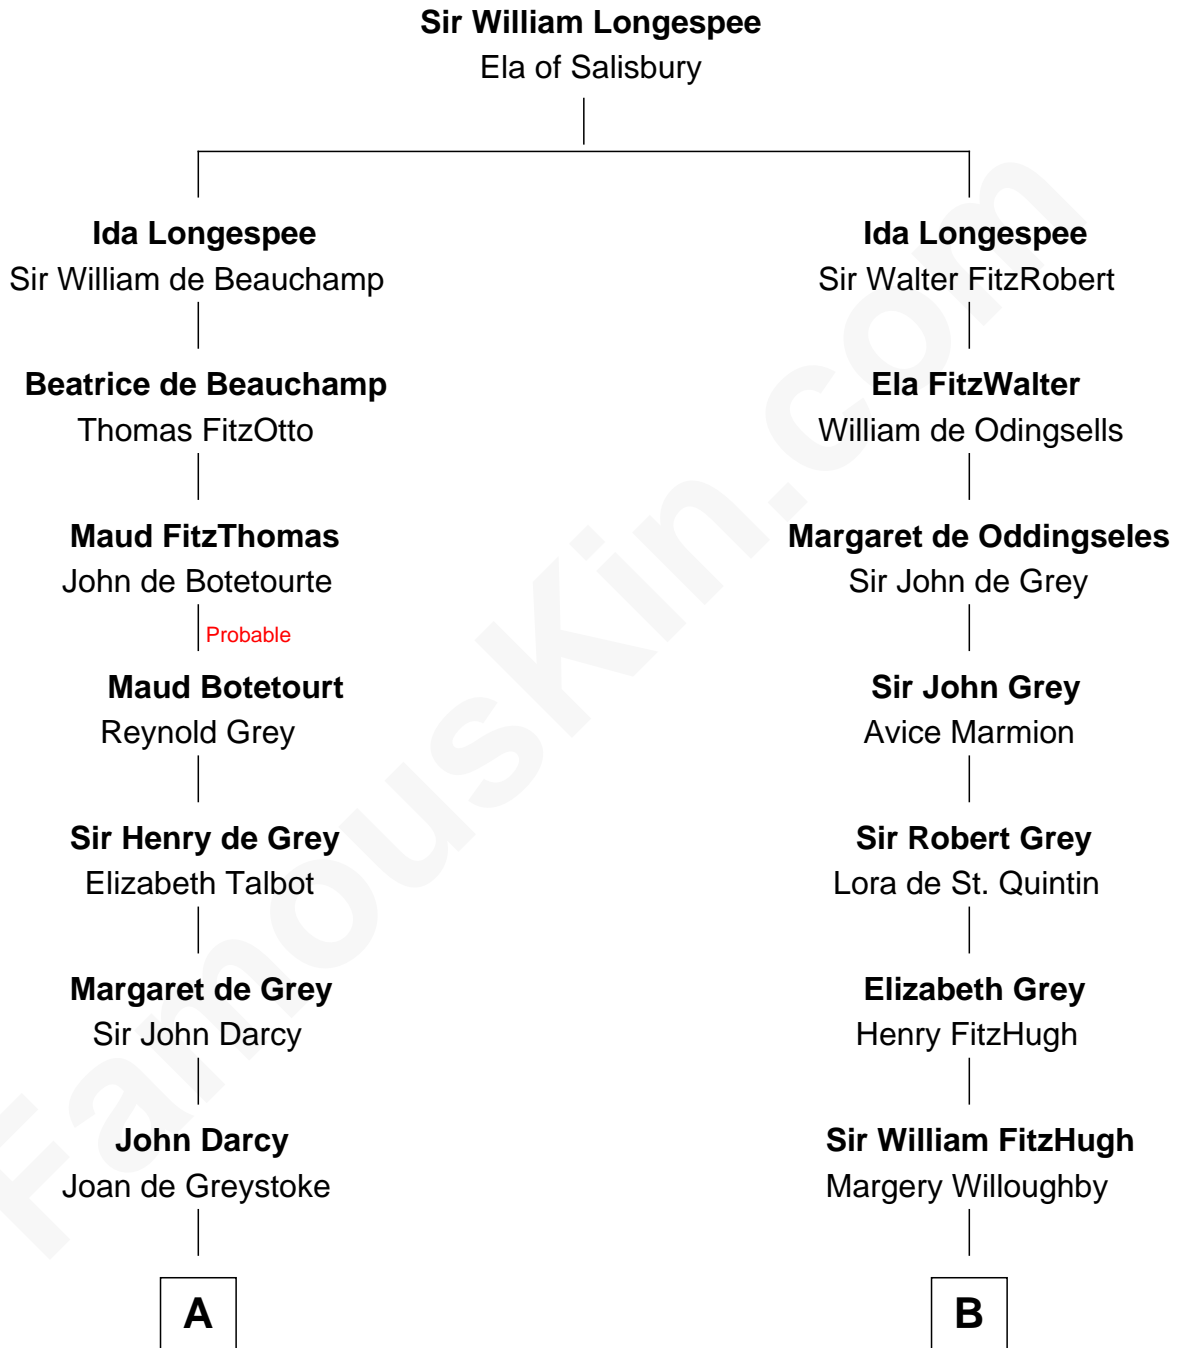 Sir William Longespee
Ela of Salisbury
Ida Longespee
Sir William de Beauchamp
Beatrice de Beauchamp
Thomas FitzOtto
Maud FitzThomas
John de Botetourte
Probable
Maud Botetourt
Reynold Grey
Sir Henry de Grey
Elizabeth Talbot
Margaret de Grey
Sir John Darcy
John Darcy
Joan de Greystoke
A
Ida Longespee
Sir Walter FitzRobert
Ela FitzWalter
William de Odingsells
Margaret de Oddingseles
Sir John de Grey
Sir John Grey
Avice Marmion
Sir Robert Grey
Lora de St. Quintin
Elizabeth Grey
Henry FitzHugh
Sir William FitzHugh
Margery Willoughby
B
FamousKin.com